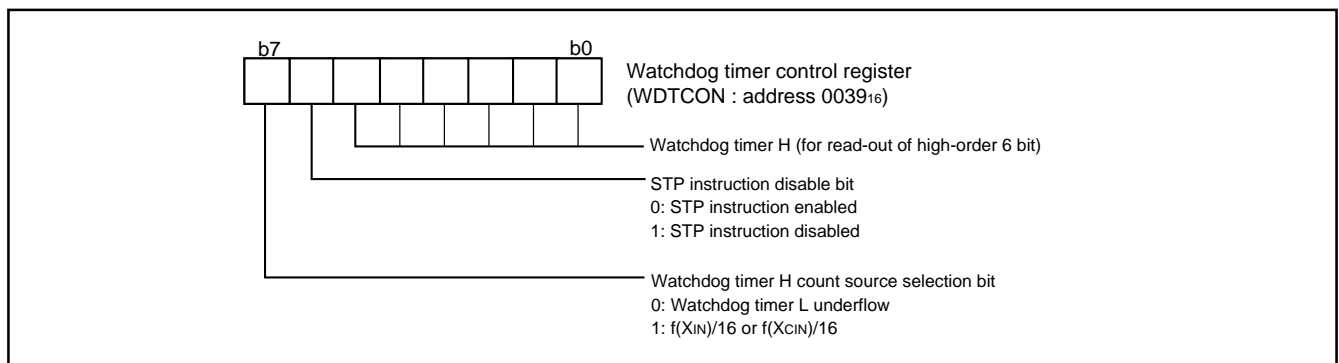 b7 b0
Watchdog timer control register
(WDTCON : address 003916)
Watchdog timer H (for read-out of high-order 6 bit)
STP instruction disable bit
0: STP instruction enabled
1: STP instruction disabled
Watchdog timer H count source selection bit
0: Watchdog timer L underflow
1: f(XIN)/16 or f(XCIN)/16